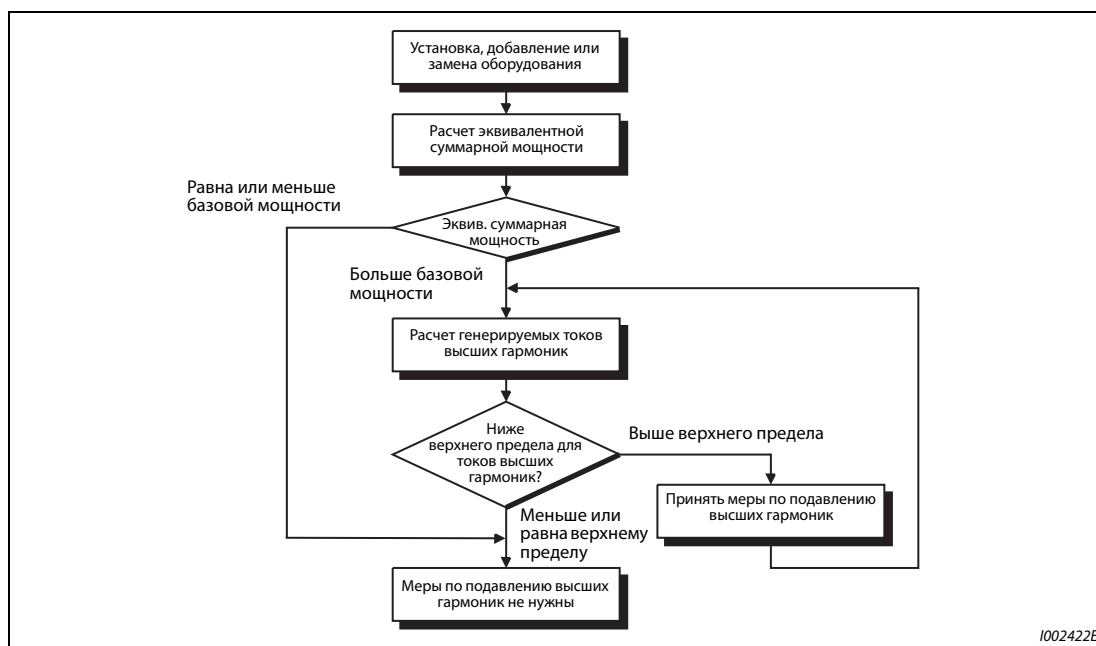 Установка, добавление или
замена оборудования
Расчет эквивалентной
суммарной мощности
Равна или меньше
базовой мощности
Эквив. суммарная
мощность
Больше базовой
мощности
Расчет генерируемых токов
высших гармоник
Ниже
верхнего предела для
токов высших
гармоник?
Выше верхнего предела
Принять меры по подавлению
высших гармоник
Меньше или
равна верхнему
пределу
Меры по подавлению высших
гармоник не нужны
I002422E